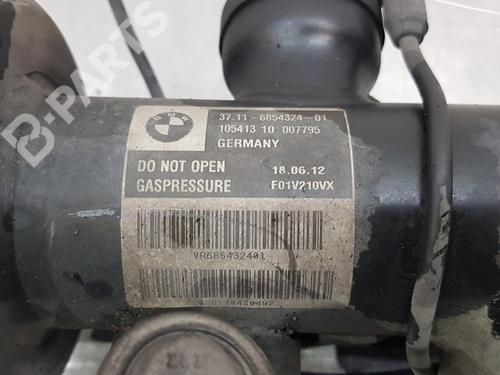 B-PARTS
BMW
37.11-6854324-01
105413 10 007795
GERMANY
DO NOT OPEN 18.06.12
GASPRESSURE F01V210VX
VR685432401